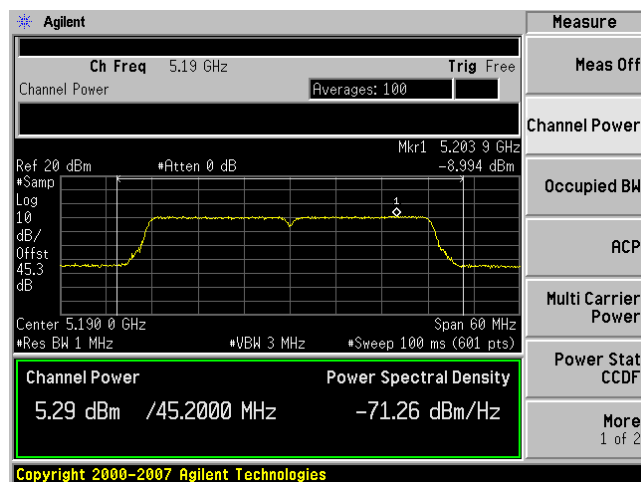 Agilent
Measure
Ch Freq 5.19 GHz Trig Free
Channel Power Averages: 100
Mkr1 5.203 9 GHz
Ref 20 dBm #Atten 0 dB -8.994 dBm
#Samp
Log
10
dB/
Offst
45.3
dB
1
Center 5.190 0 GHz Span 60 MHz
#Res BW 1 MHz #VBW 3 MHz #Sweep 100 ms (601 pts)
Channel Power Power Spectral Density
5.29 dBm /45.2000 MHz -71.26 dBm/Hz
Meas Off
Channel Power
Occupied BW
ACP
Multi Carrier
Power
Power Stat
CCDF
More
1 of 2
Copyright 2000-2007 Agilent Technologies